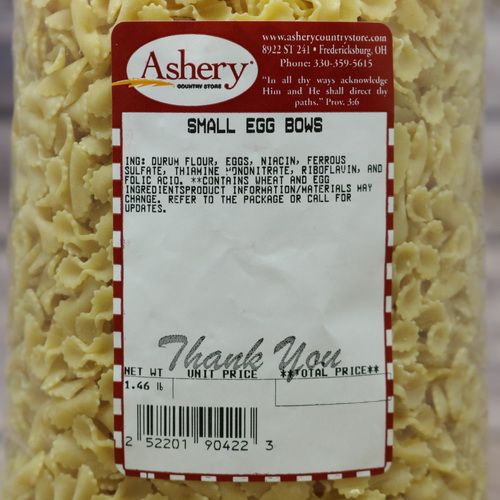 Ashery
COUNTRY STORE
www.asherycountrystore.com
8922 ST 241 • Fredericksburg, OH
Phone: 330-359-5615
"In all thy ways acknowledge
Him and He shall direct thy
paths." Prov. 3:6
SMALL EGG BOWS
ING: DURUM FLOUR, EGGS, NIACIN, FERROUS
SULFATE, THIAMINE MONONITRATE, RIBOFLAVIN, AND
FOLIC ACID. **CONTAINS WHEAT AND EGG
INGREDIENTSPRODUCT INFORMATION/MATERIALS MAY
CHANGE. REFER TO THE PACKAGE OR CALL FOR
UPDATES.
Thank You
NET WT UNIT PRICE **TOTAL PRICE**
1.46 lb
2 52201 90422 3